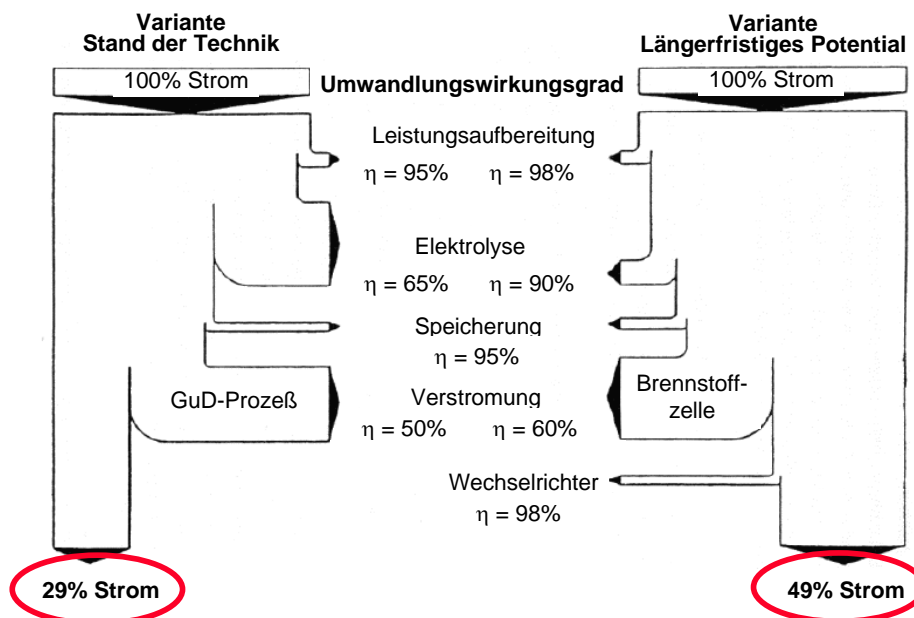 Variante
Stand der Technik
Variante
Längerfristiges Potential
100% Strom
Umwandlungswirkungsgrad
100% Strom
Leistungsaufbereitung
η = 95%
η = 98%
Elektrolyse
η = 65%
η = 90%
Speicherung
η = 95%
GuD-Prozeß
Verstromung
Brennstoff-
zelle
η = 50%
η = 60%
Wechselrichter
η = 98%
29% Strom
49% Strom